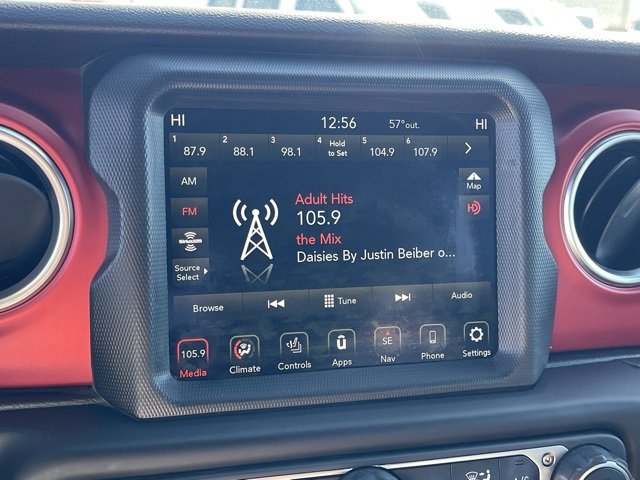 HI 12:56 57°out. HI
1 87.9 2 88.1 3 98.1 4 Hold to Set 5 104.9 6 107.9
AM
Map
FM
HD
SiriusXM
Source Select
Adult Hits
105.9
the Mix
Daisies By Justin Beiber o...
Browse Tune Audio
105.9 SE
Media Climate Controls Apps Nav Phone Settings
A/C